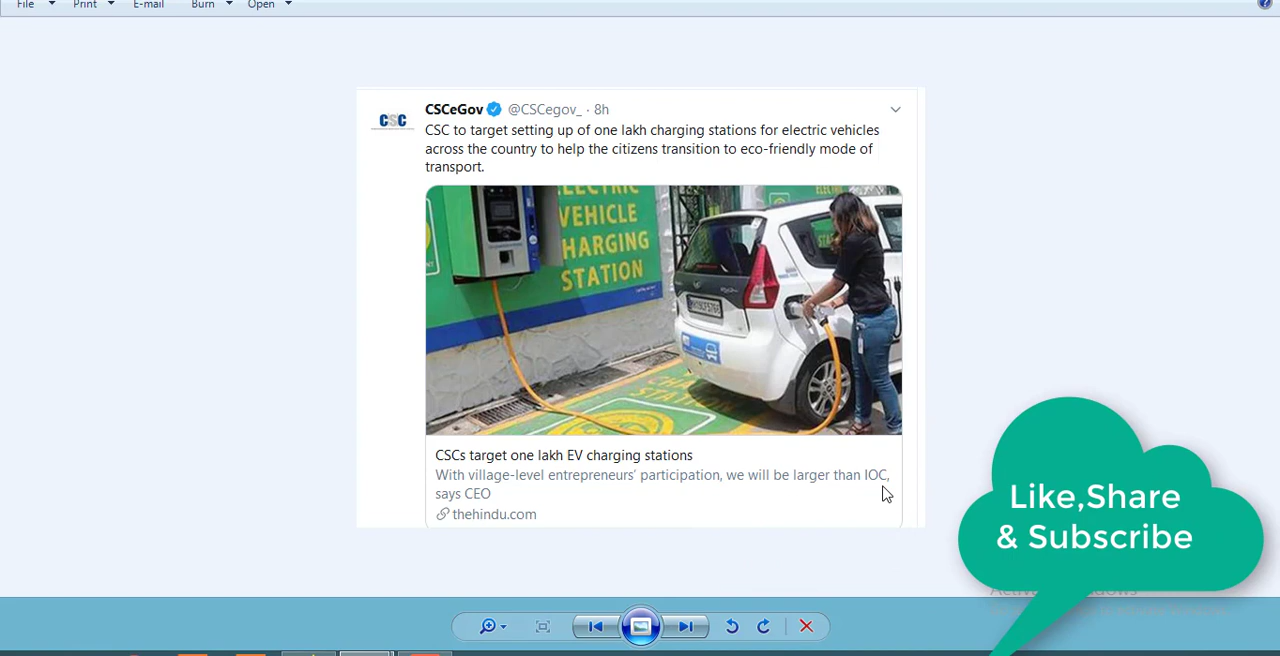 File Print E-mail Burn Open
CSCeGov @CSCegov_ · 8h
CSC
CSC to target setting up of one lakh charging stations for electric vehicles
across the country to help the citizens transition to eco-friendly mode of
transport.
ELECTRIC
VEHICLE
CHARGING
STATION
ELECTRIC
STATION
CSCs target one lakh EV charging stations
With village-level entrepreneurs' participation, we will be larger than IOC,
says CEO
thehindu.com
Like,Share
& Subscribe